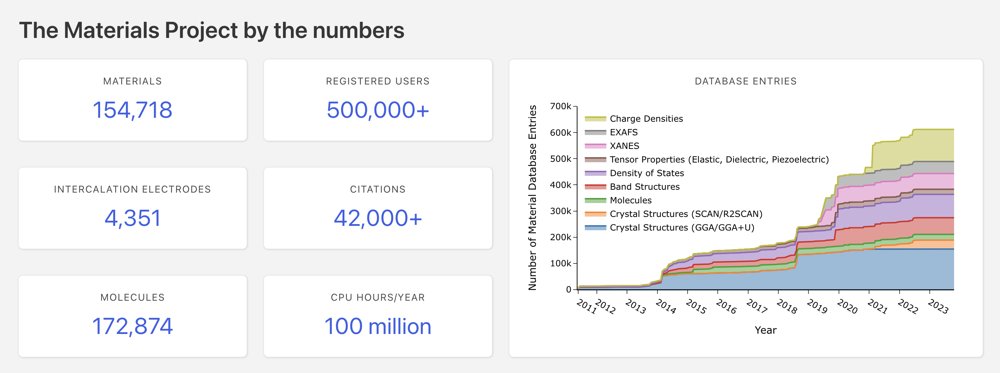 The Materials Project by the numbers
MATERIALS
154,718
REGISTERED USERS
500,000+
INTERCALATION ELECTRODES
4,351
CITATIONS
42,000+
MOLECULES
172,874
CPU HOURS/YEAR
100 million
DATABASE ENTRIES
Number of Material Database Entries
700k
600k
500k
400k
300k
200k
100k
0
Charge Densities
EXAFS
XANES
Tensor Properties (Elastic, Dielectric, Piezoelectric)
Density of States
Band Structures
Molecules
Crystal Structures (SCAN/R2SCAN)
Crystal Structures (GGA/GGA+U)
2011 2012 2013 2014 2015 2016 2017 2018 2019 2020 2021 2022 2023
Year